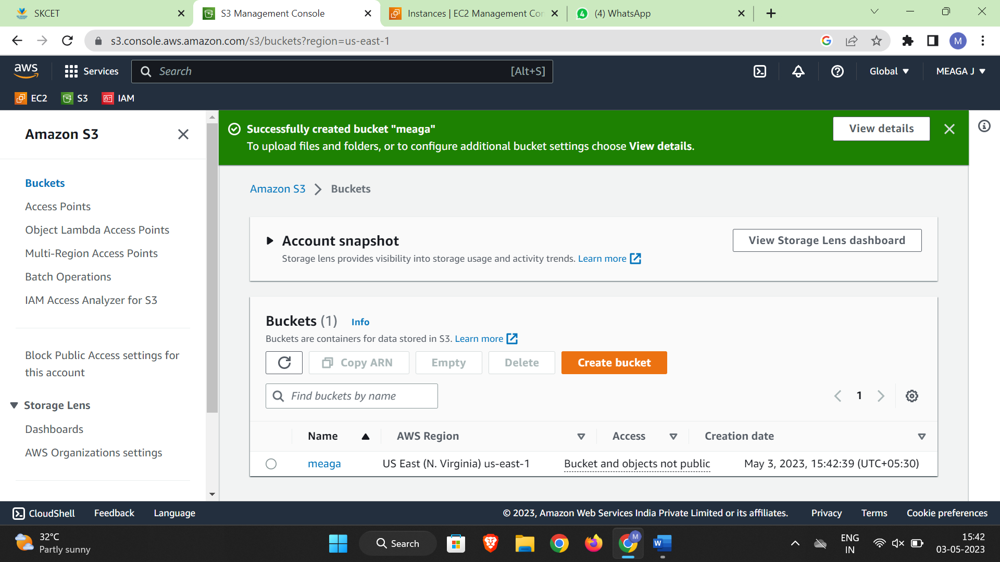 SKCET
S3 Management Console
Instances | EC2 Management Con
4
(4) WhatsApp
s3.console.aws.amazon.com/s3/buckets?region=us-east-1
M
aws
Services
Search
[Alt+S]
Global
MEAGA J
EC2
S3
IAM
Amazon S3
Successfully created bucket "meaga"
To upload files and folders, or to configure additional bucket settings choose View details.
View details
Buckets
Access Points
Object Lambda Access Points
Multi-Region Access Points
Batch Operations
IAM Access Analyzer for S3
Block Public Access settings for
this account
Storage Lens
Dashboards
AWS Organizations settings
Amazon S3
Buckets
Account snapshot
Storage lens provides visibility into storage usage and activity trends. Learn more
View Storage Lens dashboard
Buckets (1) Info
Buckets are containers for data stored in S3. Learn more
Copy ARN
Empty
Delete
Create bucket
Find buckets by name
1
Name
AWS Region
Access
Creation date
meaga
US East (N. Virginia) us-east-1
Bucket and objects not public
May 3, 2023, 15:42:39 (UTC+05:30)
CloudShell
Feedback
Language
© 2023, Amazon Web Services India Private Limited or its affiliates.
Privacy
Terms
Cookie preferences
32°C
Partly sunny
Search
M
W
ENG
IN
15:42
03-05-2023